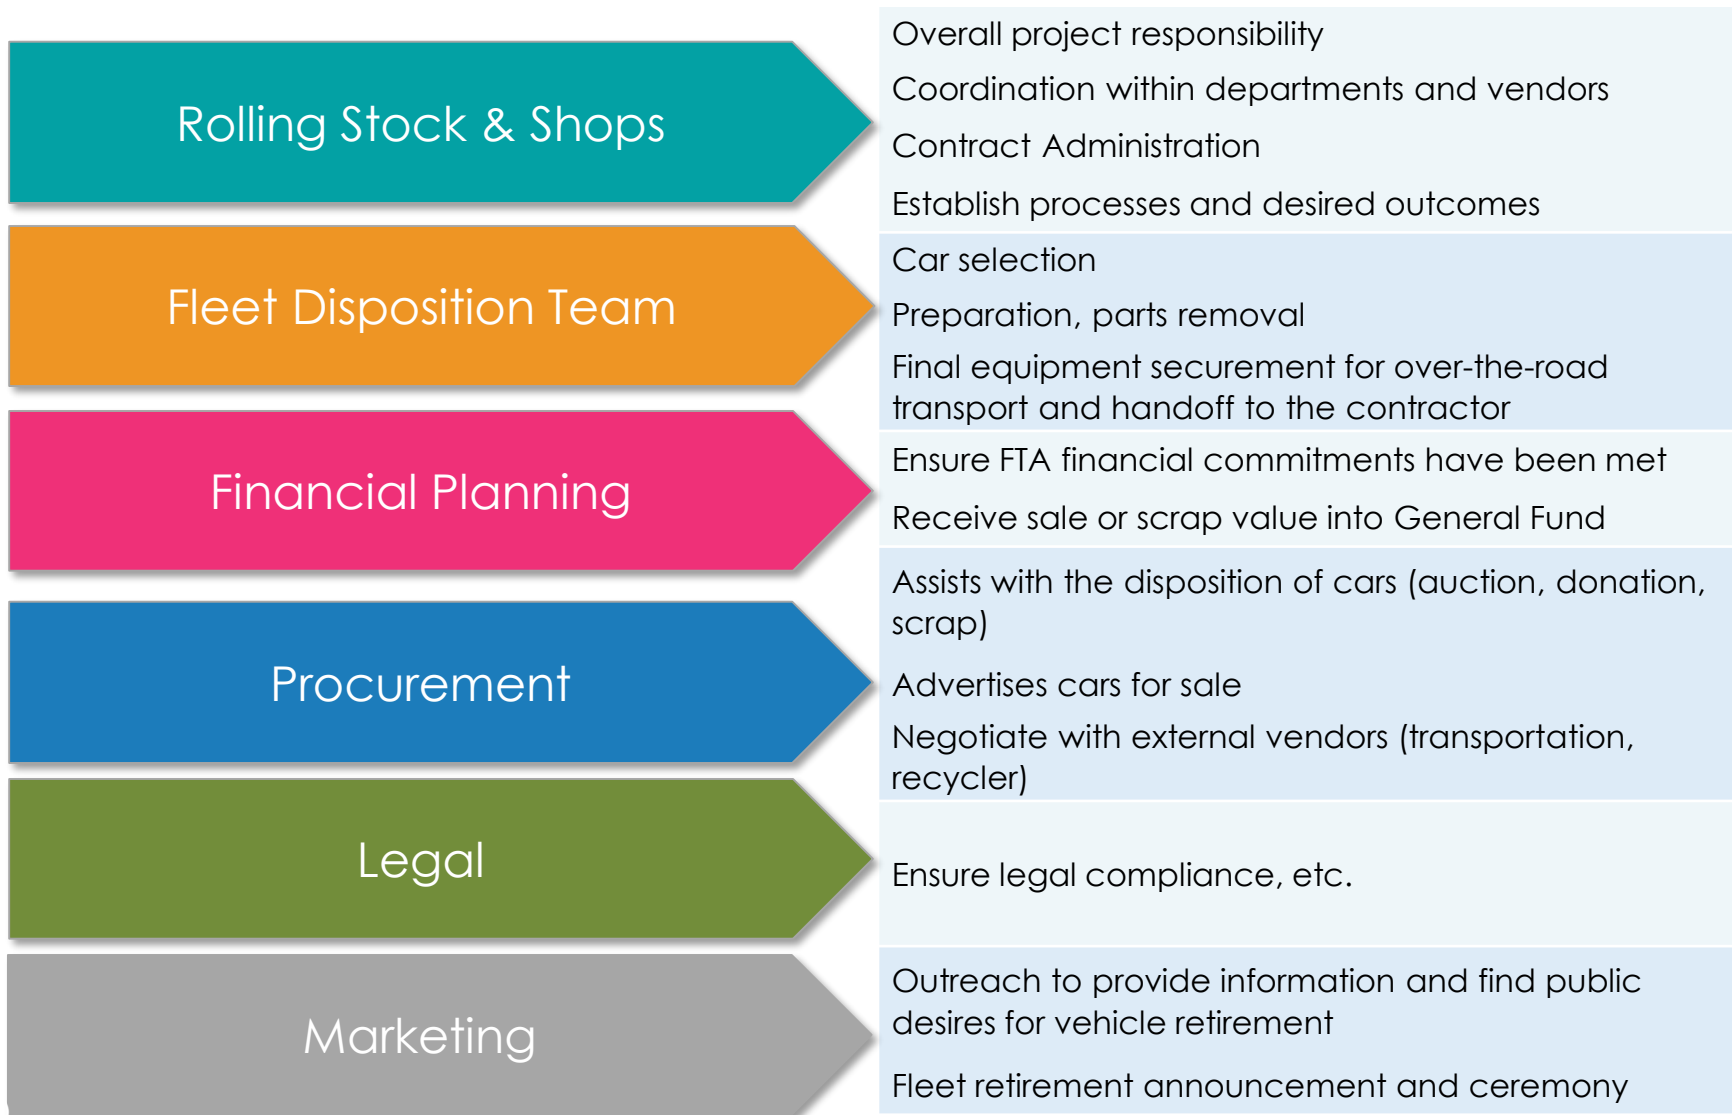 Rolling Stock & Shops
Overall project responsibility
Coordination within departments and vendors
Contract Administration
Establish processes and desired outcomes
Fleet Disposition Team
Car selection
Preparation, parts removal
Final equipment securement for over-the-road
transport and handoff to the contractor
Financial Planning
Ensure FTA financial commitments have been met
Receive sale or scrap value into General Fund
Procurement
Assists with the disposition of cars (auction, donation,
scrap)
Advertises cars for sale
Negotiate with external vendors (transportation,
recycler)
Legal
Ensure legal compliance, etc.
Marketing
Outreach to provide information and find public
desires for vehicle retirement
Fleet retirement announcement and ceremony